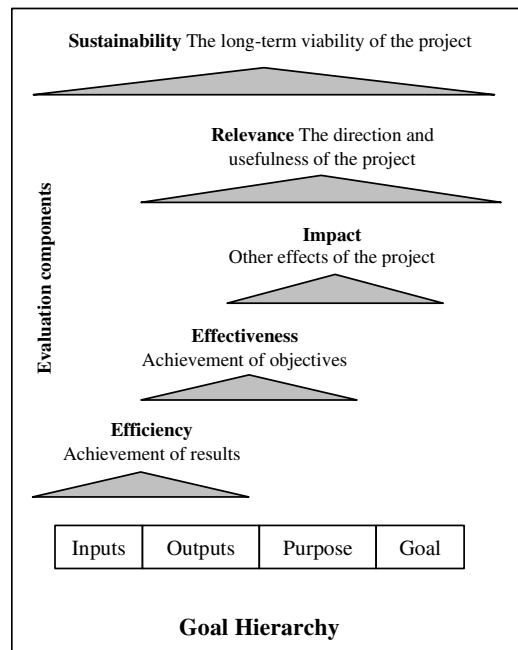 Sustainability The long-term viability of the project
Relevance The direction and
usefulness of the project
Impact
Other effects of the project
Evaluation components
Effectiveness
Achievement of objectives
Efficiency
Achievement of results
Inputs Outputs Purpose Goal
Goal Hierarchy